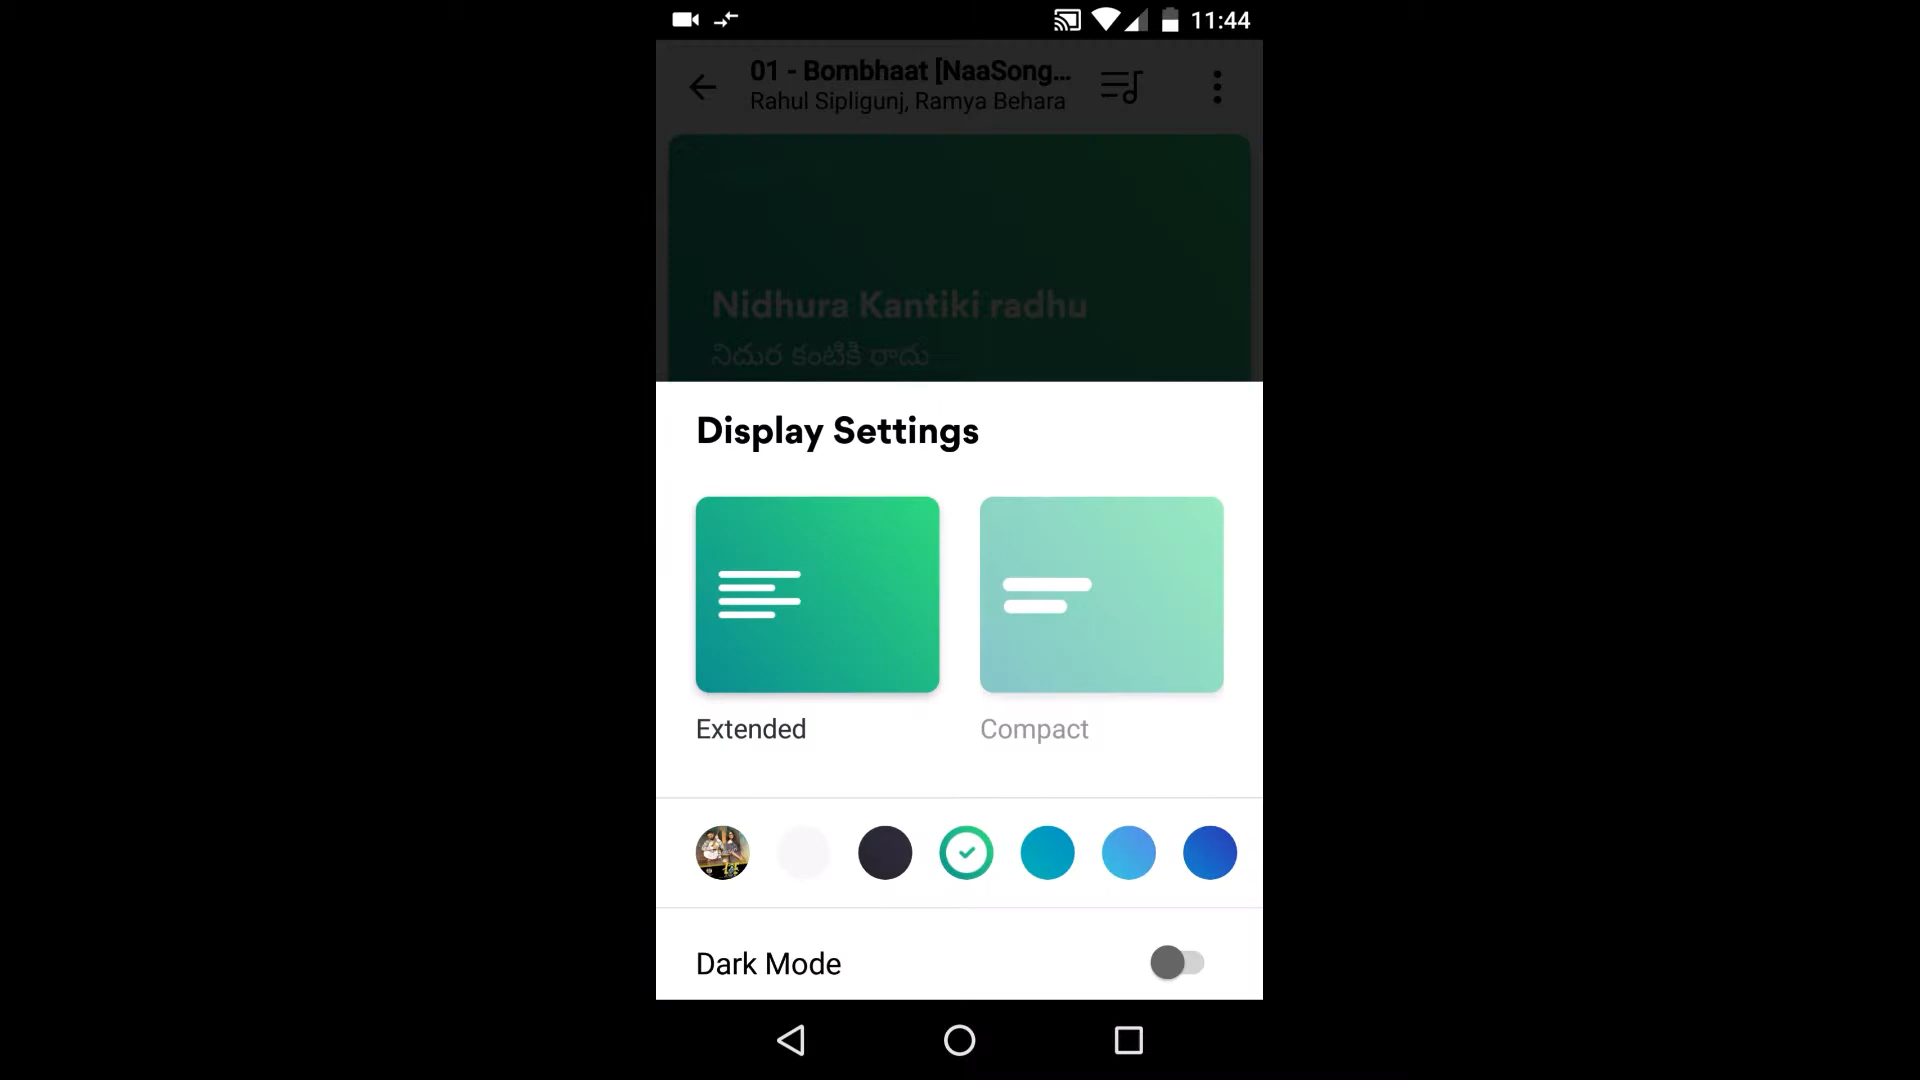 11:44
01 - Bombhaat [NaaSong...
Rahul Sipligunj, Ramya Behara
Nidhura Kantiki radhu
నిదుర కంటికి రాదు
Display Settings
Extended
Compact
Dark Mode